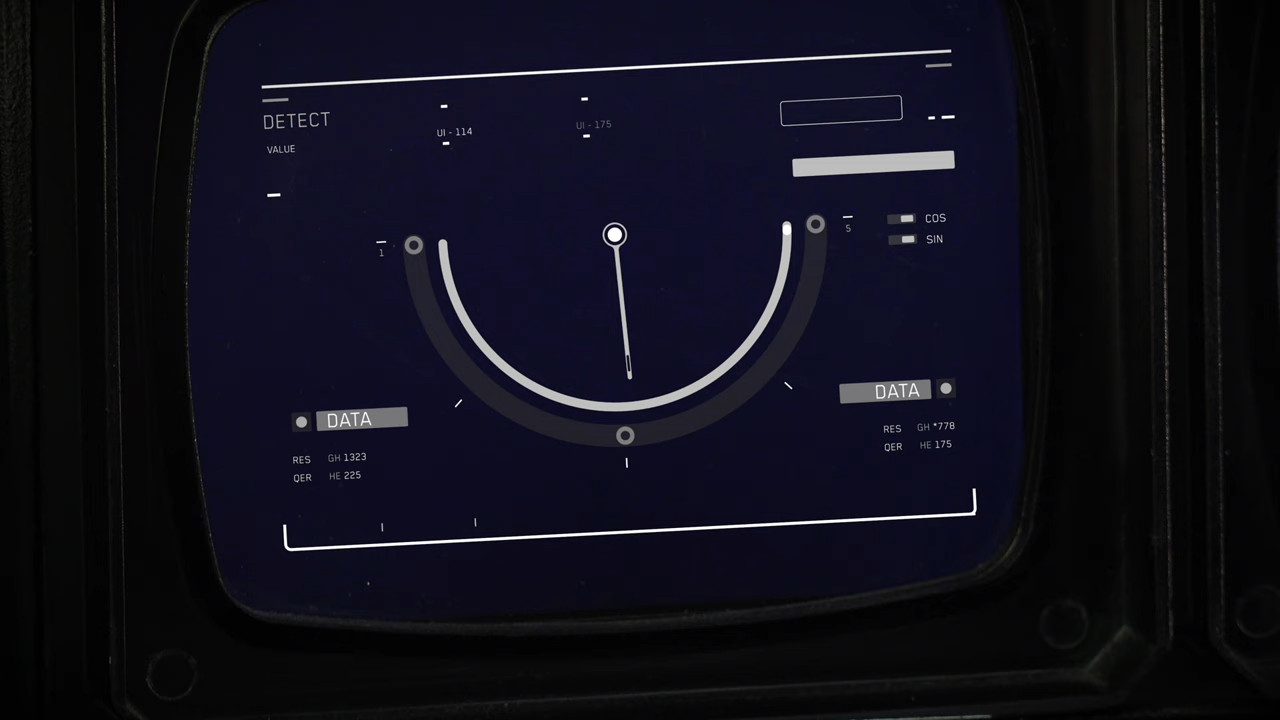 DETECT
VALUE
UI - 114
UI - 175
1
5
COS
SIN
DATA
RES GH 1323
QER HE 225
DATA
RES GH *778
QER HE 175